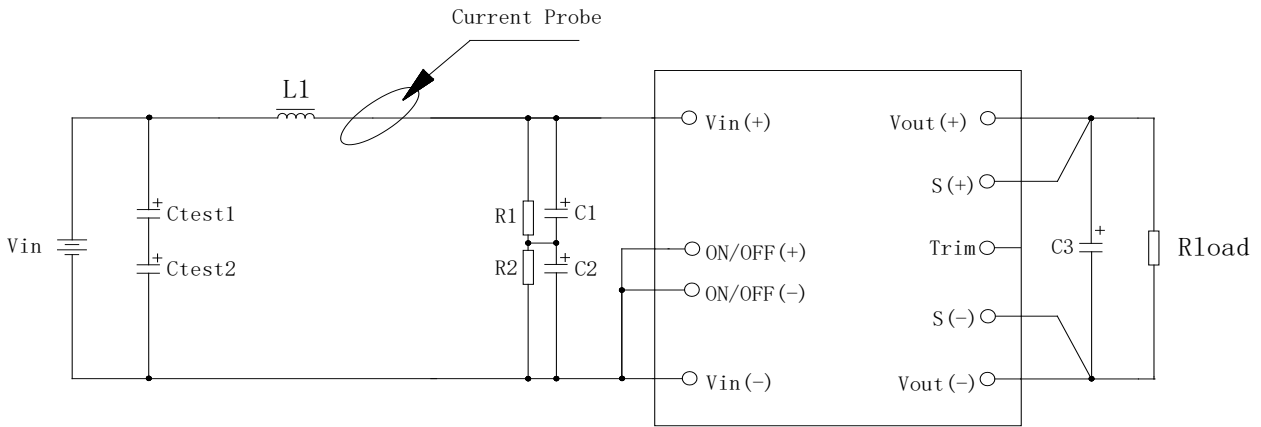 Current Probe
L1
Vin(+)
Vout(+)
S(+)
Ctest1
R1
C1
Vin
ON/OFF(+)
Trim
C3
Rload
Ctest2
R2
C2
ON/OFF(-)
S(-)
Vin(-)
Vout(-)
+
+
+
+
+